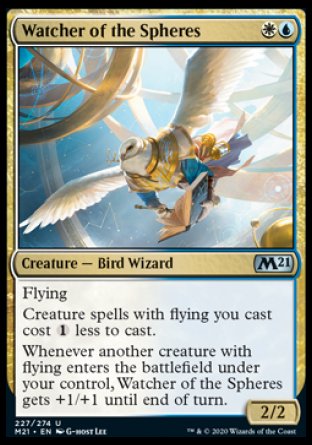 Watcher of the Spheres
Creature — Bird Wizard
M21
Flying
Creature spells with flying you cast
cost 1 less to cast.
Whenever another creature with
flying enters the battlefield under
your control, Watcher of the Spheres
gets +1/+1 until end of turn.
2/2
227/274 U
M21 • EN G-host Lee
™ & © 2020 Wizards of the Coast